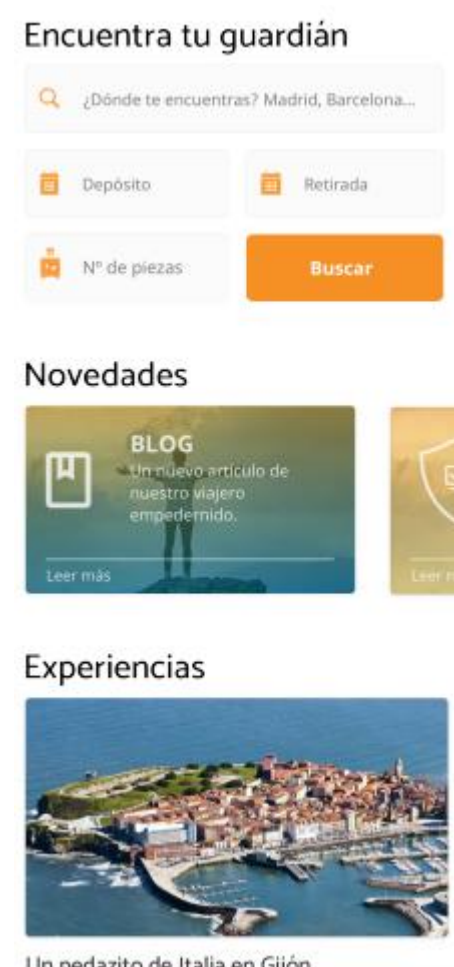 Encuentra tu guardián
¿Dónde te encuentras? Madrid, Barcelona...
Depósito
Retirada
Nº de piezas
Buscar
Novedades
BLOG
Un nuevo artículo de
nuestro viajero
empedernido.
Leer más
Leer
Experiencias
Un pedazito de Italia en Gijón